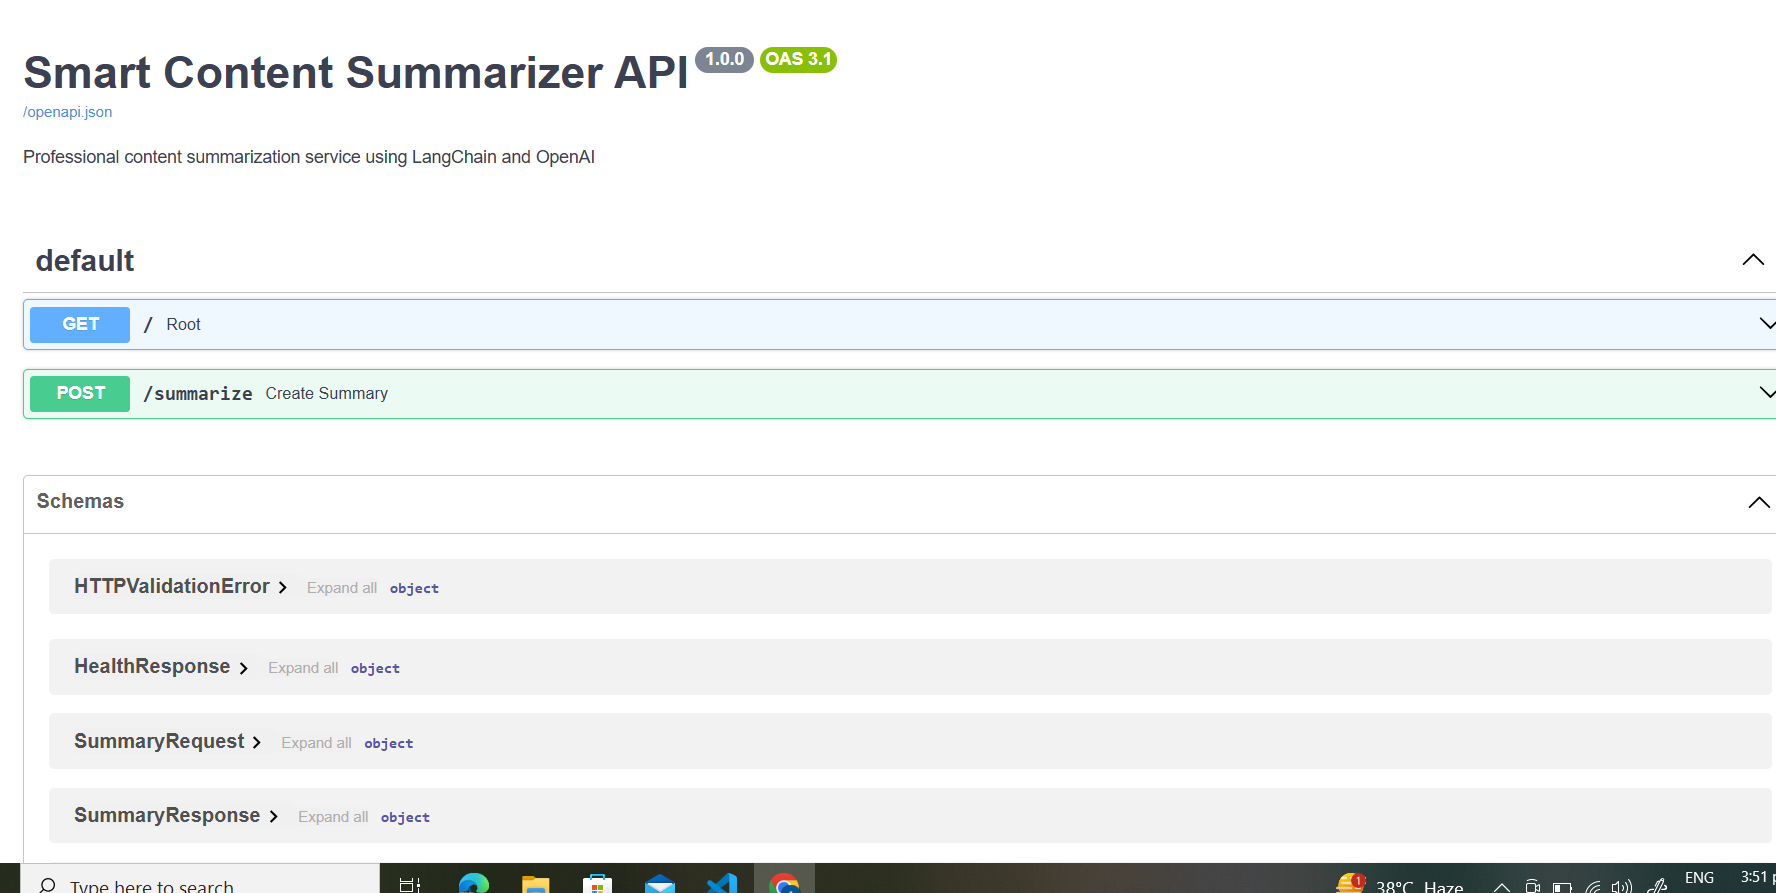 Smart Content Summarizer API 1.0.0 OAS 3.1
/openapi.json
Professional content summarization service using LangChain and OpenAI
default
GET / Root
POST /summarize Create Summary
Schemas
HTTPValidationError Expand all object
HealthResponse Expand all object
SummaryRequest Expand all object
SummaryResponse Expand all object
Type here to search 1 38°C Haze ENG 3:51 p